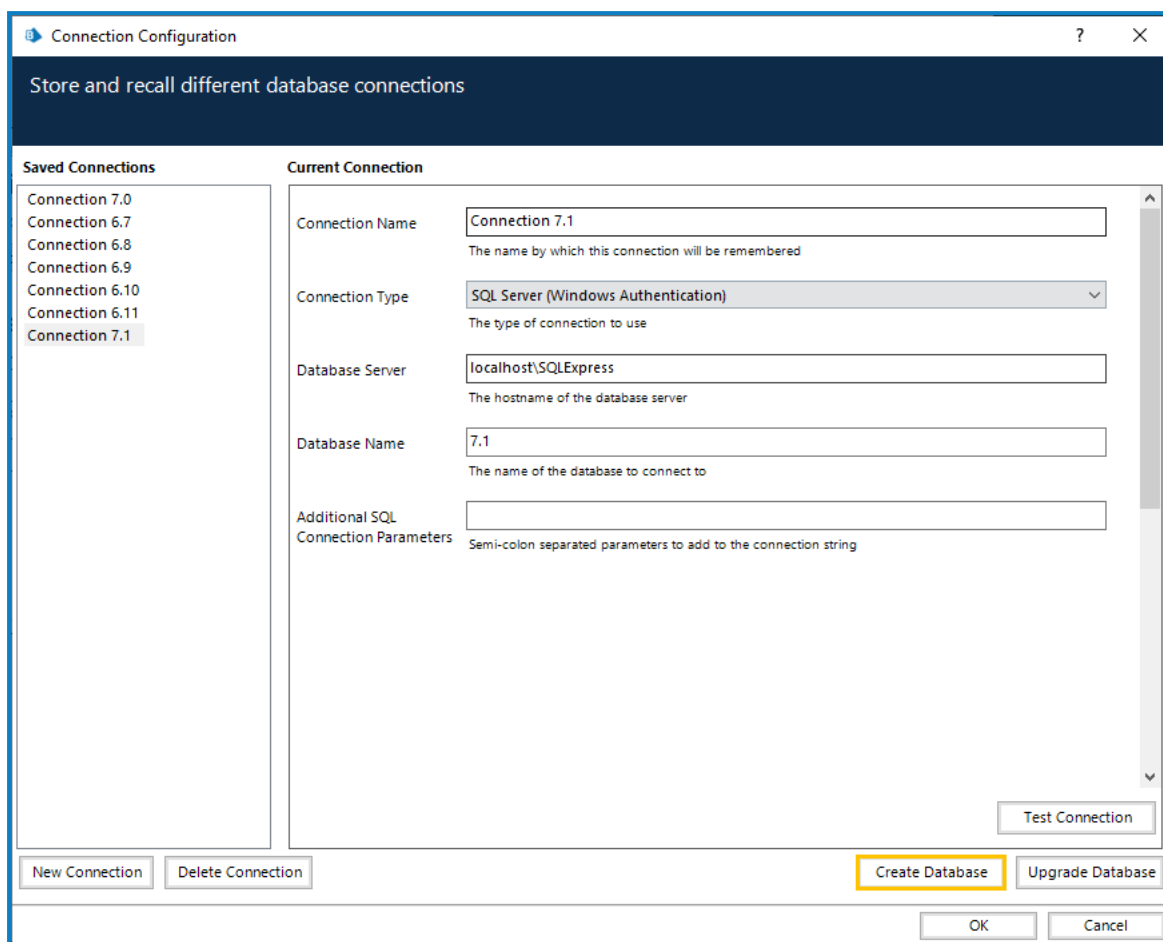 Connection Configuration
?
Store and recall different database connections
Saved Connections
Connection 7.0
Connection 6.7
Connection 6.8
Connection 6.9
Connection 6.10
Connection 6.11
Connection 7.1
Current Connection
Connection Name
Connection 7.1
The name by which this connection will be remembered
Connection Type
SQL Server (Windows Authentication)
The type of connection to use
Database Server
localhost\SQLExpress
The hostname of the database server
Database Name
7.1
The name of the database to connect to
Additional SQL
Connection Parameters
Semi-colon separated parameters to add to the connection string
Test Connection
New Connection
Delete Connection
Create Database
Upgrade Database
OK
Cancel